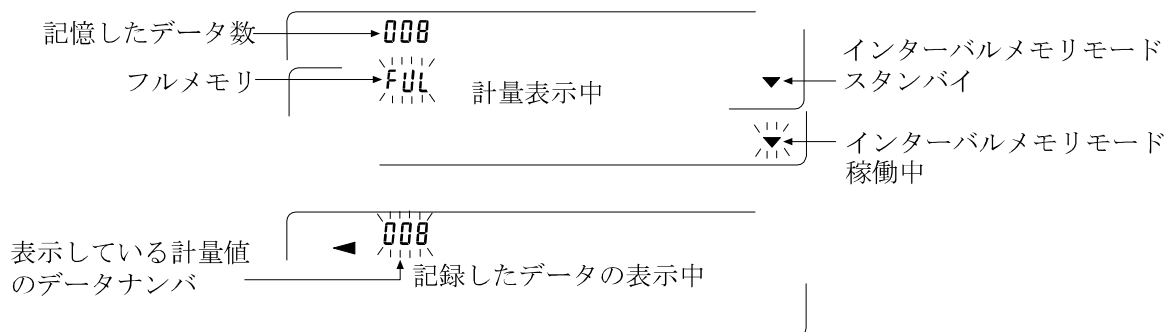 記憶したデータ数
008
フルメモリ
FUL
計量表示中
インターバルメモリモード
スタンバイ
インターバルメモリモード
稼働中
008
表示している計量値
のデータナンバ
記録したデータの表示中